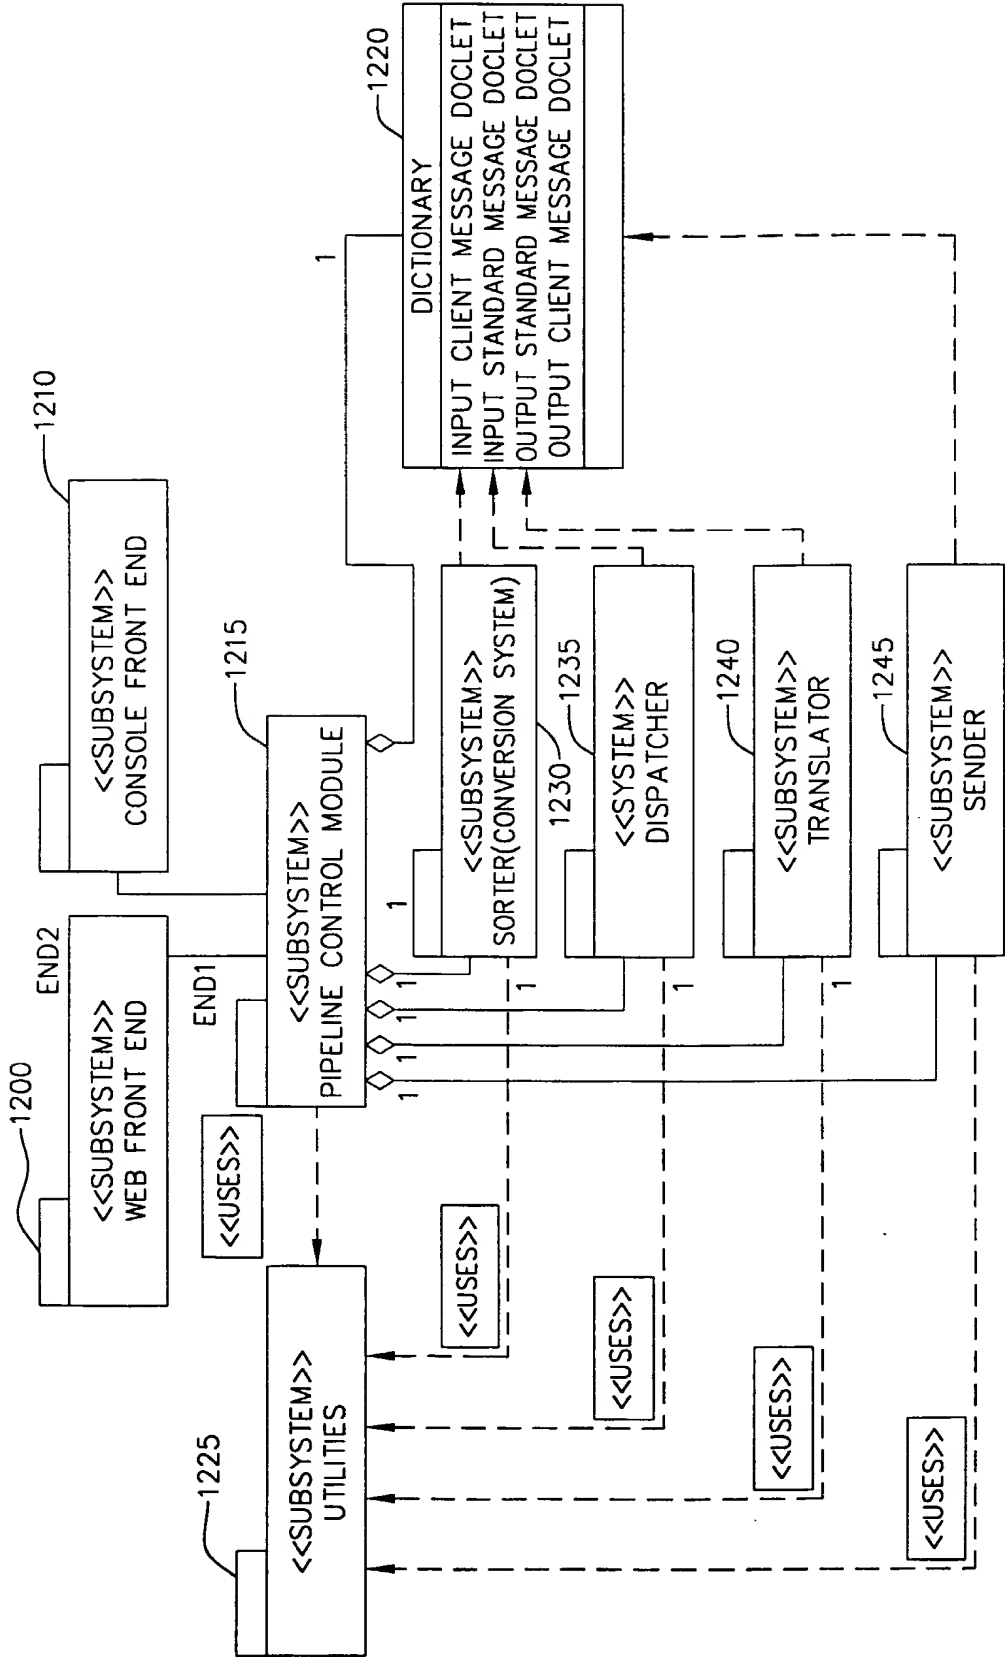 1200
<<SUBSYSTEM>>
WEB FRONT END
END2
END1
1210
<<SUBSYSTEM>>
CONSOLE FRONT END
1225
<<SUBSYSTEM>>
UTILITIES
<<USES>>
1215
<<SUBSYSTEM>>
PIPELINE CONTROL MODULE
1
1
1
1
1
1
1220
DICTIONARY
INPUT CLIENT MESSAGE DOCLET
INPUT STANDARD MESSAGE DOCLET
OUTPUT STANDARD MESSAGE DOCLET
OUTPUT CLIENT MESSAGE DOCLET
<<USES>>
1
<<SUBSYSTEM>>
SORTER(CONVERSION SYSTEM)
1230
<<USES>>
1
1235
<<SYSTEM>>
DISPATCHER
<<USES>>
1
1240
<<SUBSYSTEM>>
TRANSLATOR
<<USES>>
1245
<<SUBSYSTEM>>
SENDER